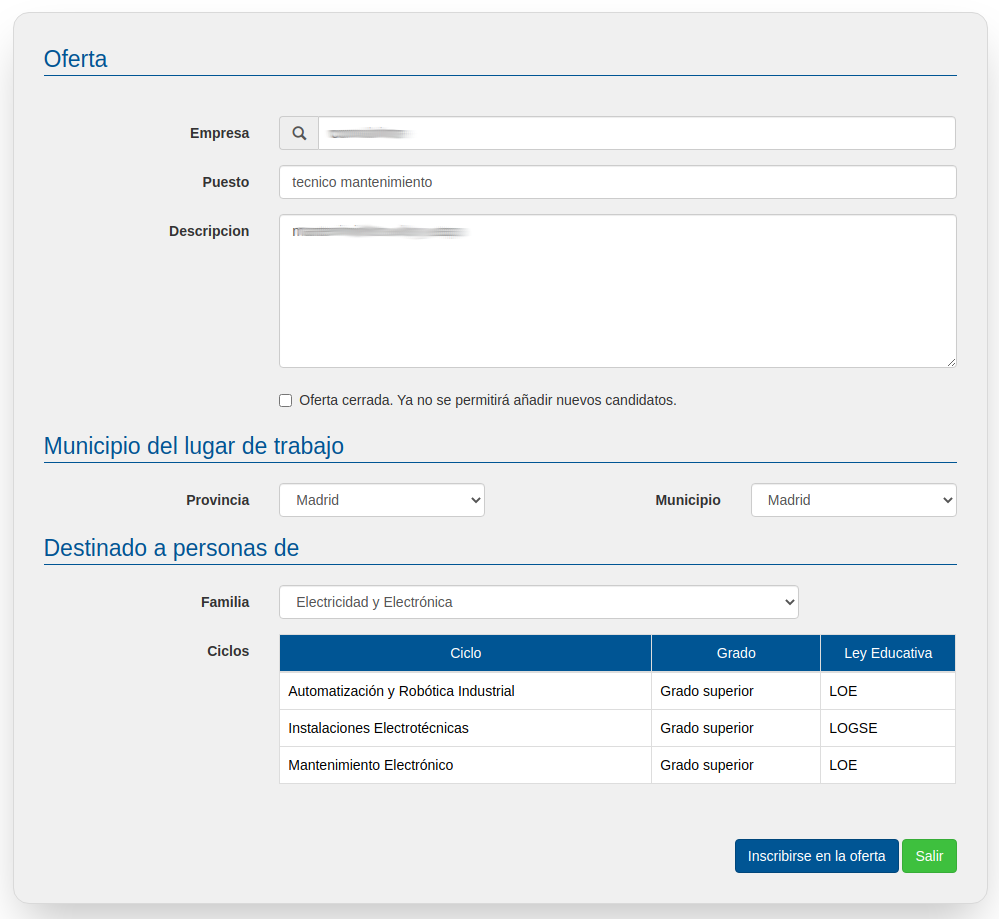 Oferta
Empresa
Puesto tecnico mantenimiento
Descripcion
Oferta cerrada. Ya no se permitirá añadir nuevos candidatos.
Municipio del lugar de trabajo
Provincia Madrid Municipio Madrid
Destinado a personas de
Familia Electricidad y Electrónica
Ciclos Ciclo Grado Ley Educativa
Automatización y Robótica Industrial Grado superior LOE
Instalaciones Electrotécnicas Grado superior LOGSE
Mantenimiento Electrónico Grado superior LOE
Inscribirse en la oferta Salir